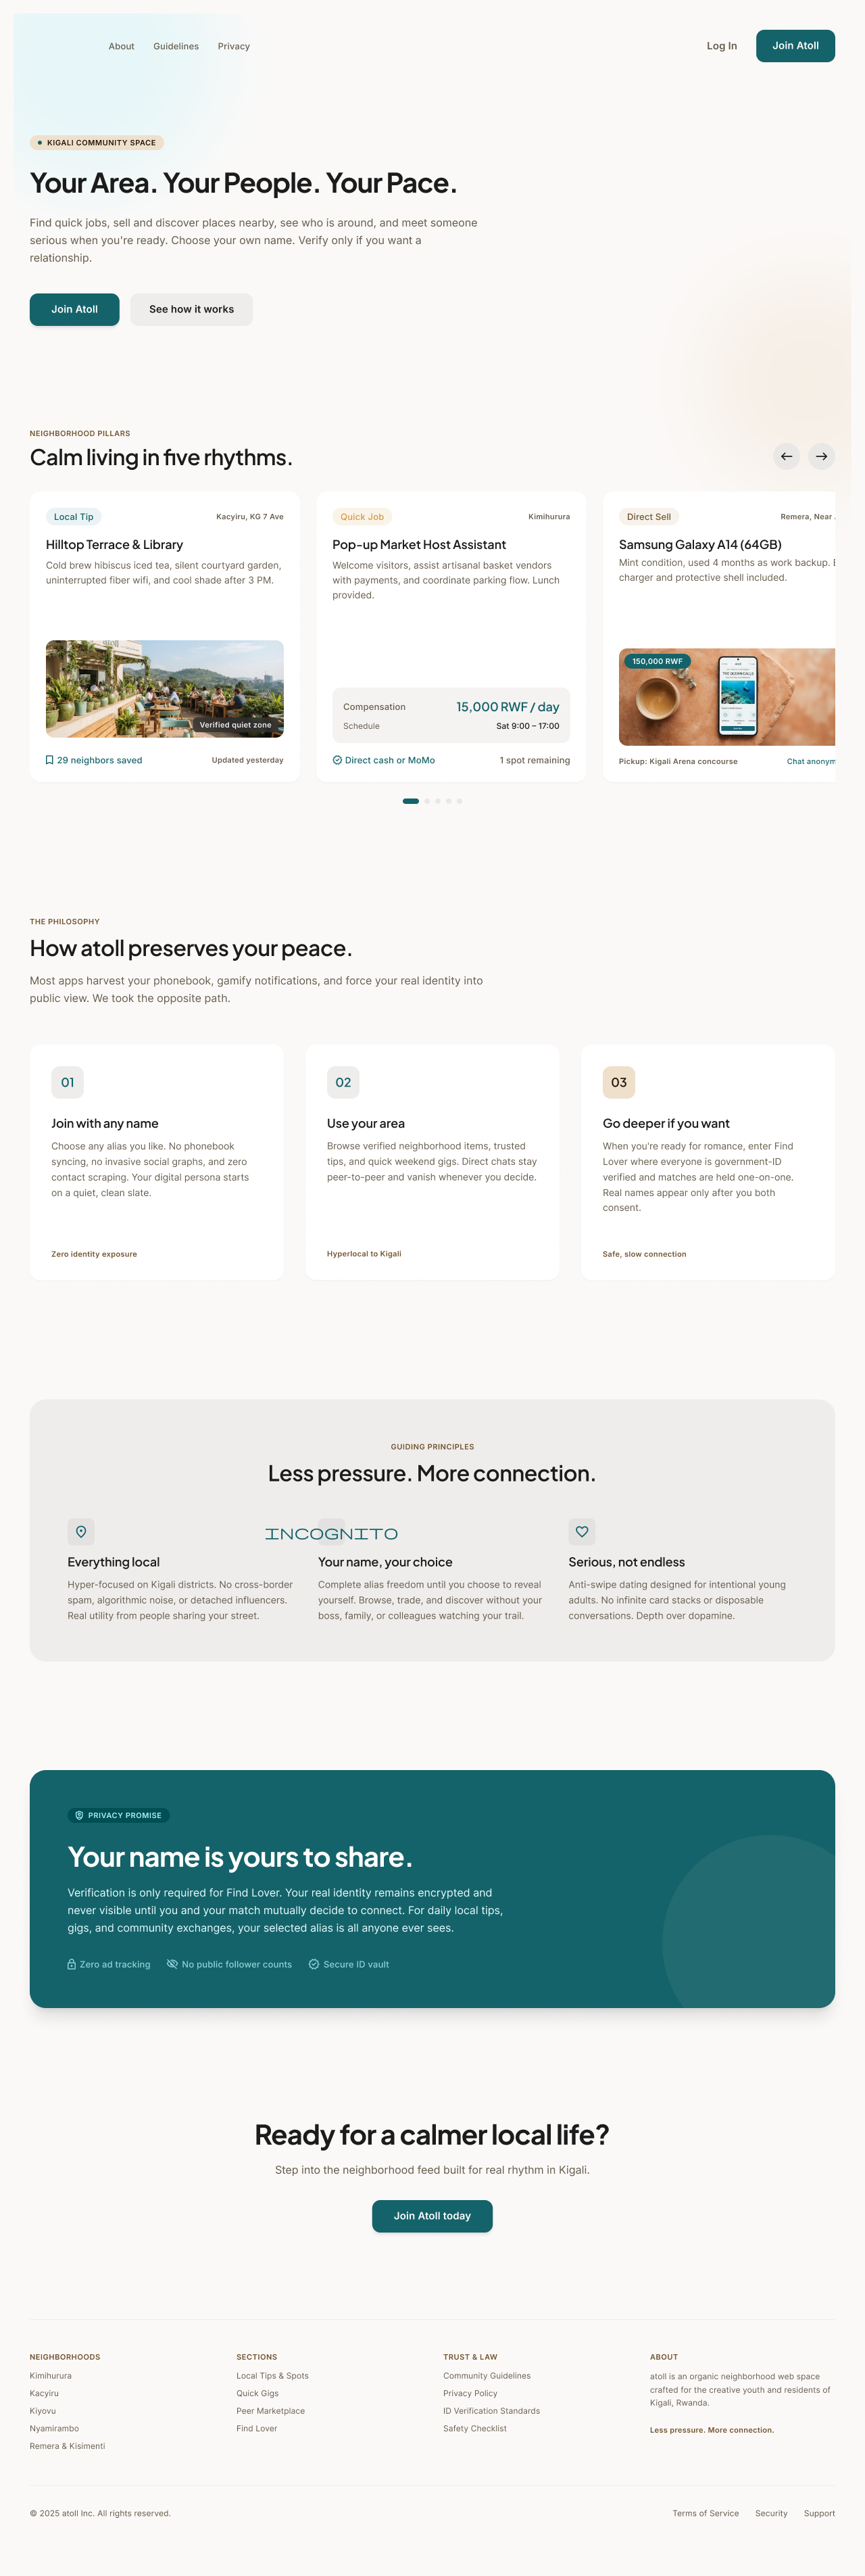 About
Guidelines
Privacy
Log In
Join Atoll
KIGALI COMMUNITY SPACE
Your Area. Your People. Your Pace.
Find quick jobs, sell and discover places nearby, see who is around, and meet someone
serious when you're ready. Choose your own name. Verify only if you want a
relationship.
Join Atoll
See how it works
NEIGHBORHOOD PILLARS
Calm living in five rhythms.
Local Tip
Kacyiru, KG 7 Ave
Hilltop Terrace & Library
Cold brew hibiscus iced tea, silent courtyard garden,
uninterrupted fiber wifi, and cool shade after 3 PM.
Verified quiet zone
29 neighbors saved
Updated yesterday
Quick Job
Kimihurura
Pop-up Market Host Assistant
Welcome visitors, assist artisanal basket vendors
with payments, and coordinate parking flow. Lunch
provided.
Compensation
15,000 RWF / day
Schedule
Sat 9:00 – 17:00
Direct cash or MoMo
1 spot remaining
Direct Sell
Remera, Near
Samsung Galaxy A14 (64GB)
Mint condition, used 4 months as work backup.
charger and protective shell included.
150,000 RWF
Pickup: Kigali Arena concourse
Chat anonym
THE PHILOSOPHY
How atoll preserves your peace.
Most apps harvest your phonebook, gamify notifications, and force your real identity into
public view. We took the opposite path.
01
Join with any name
Choose any alias you like. No phonebook
syncing, no invasive social graphs, and zero
contact scraping. Your digital persona starts
on a quiet, clean slate.
Zero identity exposure
02
Use your area
Browse verified neighborhood items, trusted
tips, and quick weekend gigs. Direct chats stay
peer-to-peer and vanish whenever you decide.
Hyperlocal to Kigali
03
Go deeper if you want
When you're ready for romance, enter Find
Lover where everyone is government-ID
verified and matches are held one-on-one.
Real names appear only after you both
consent.
Safe, slow connection
GUIDING PRINCIPLES
Less pressure. More connection.
Everything local
Hyper-focused on Kigali districts. No cross-border
spam, algorithmic noise, or detached influencers.
Real utility from people sharing your street.
INCOGNITO
Your name, your choice
Complete alias freedom until you choose to reveal
yourself. Browse, trade, and discover without your
boss, family, or colleagues watching your trail.
Serious, not endless
Anti-swipe dating designed for intentional young
adults. No infinite card stacks or disposable
conversations. Depth over dopamine.
PRIVACY PROMISE
Your name is yours to share.
Verification is only required for Find Lover. Your real identity remains encrypted and
never visible until you and your match mutually decide to connect. For daily local tips,
gigs, and community exchanges, your selected alias is all anyone ever sees.
Zero ad tracking
No public follower counts
Secure ID vault
Ready for a calmer local life?
Step into the neighborhood feed built for real rhythm in Kigali.
Join Atoll today
NEIGHBORHOODS
Kimihurura
Kacyiru
Kiyovu
Nyamirambo
Remera & Kisimenti
SECTIONS
Local Tips & Spots
Quick Gigs
Peer Marketplace
Find Lover
TRUST & LAW
Community Guidelines
Privacy Policy
ID Verification Standards
Safety Checklist
ABOUT
atoll is an organic neighborhood web space
crafted for the creative youth and residents of
Kigali, Rwanda.
Less pressure. More connection.
© 2025 atoll Inc. All rights reserved.
Terms of Service
Security
Support